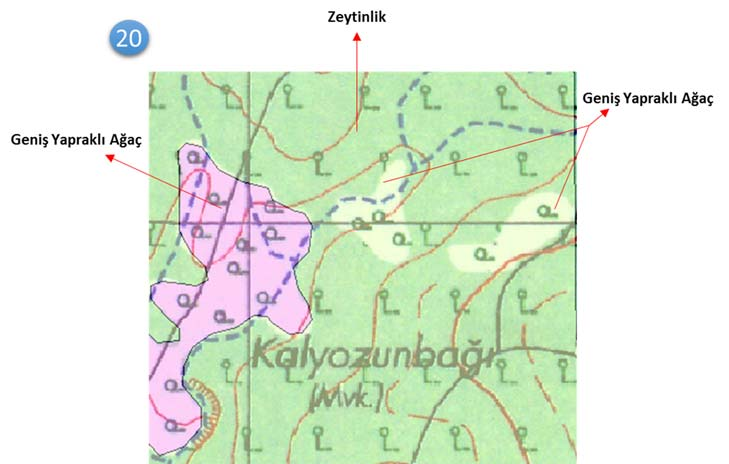 Zeytinlik
20
Geniş Yapraklı Ağaç
Geniş Yapraklı Ağaç
Kalyozunbağı
(Mvk.)